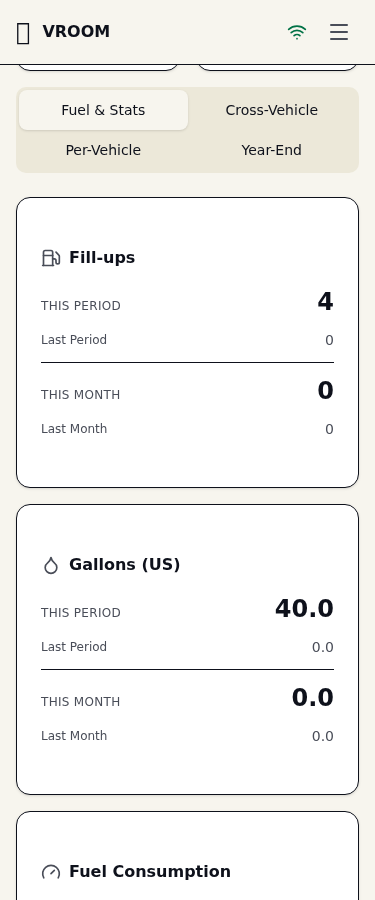 VROOM
Fuel & Stats
Cross-Vehicle
Per-Vehicle
Year-End
Fill-ups
THIS PERIOD 4
Last Period 0
THIS MONTH 0
Last Month 0
Gallons (US)
THIS PERIOD 40.0
Last Period 0.0
THIS MONTH 0.0
Last Month 0.0
Fuel Consumption